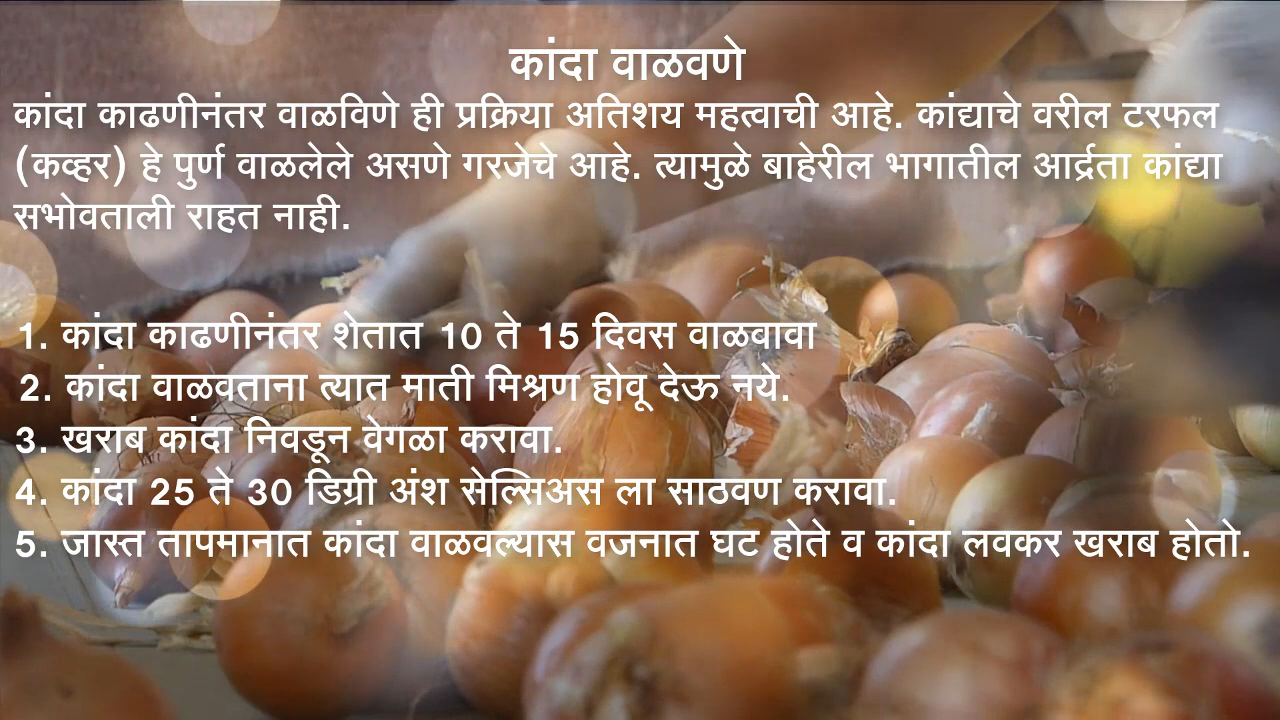 कांदा वाळवणे
कांदा काढणीनंतर वाळविणे ही प्रक्रिया अतिशय महत्वाची आहे. कांद्याचे वरील टरफल
(कव्हर) हे पुर्ण वाळलेले असणे गरजेचे आहे. त्यामुळे बाहेरील भागातील आर्द्रता कांद्या
सभोवताली राहत नाही.
1. कांदा काढणीनंतर शेतात 10 ते 15 दिवस वाळवावा
2. कांदा वाळवताना त्यात माती मिश्रण होवू देऊ नये.
3. खराब कांदा निवडून वेगळा करावा.
4. कांदा 25 ते 30 डिग्री अंश सेल्सिअस ला साठवण करावा.
5. जास्त तापमानात कांदा वाळवल्यास वजनात घट होते व कांदा लवकर खराब होतो.